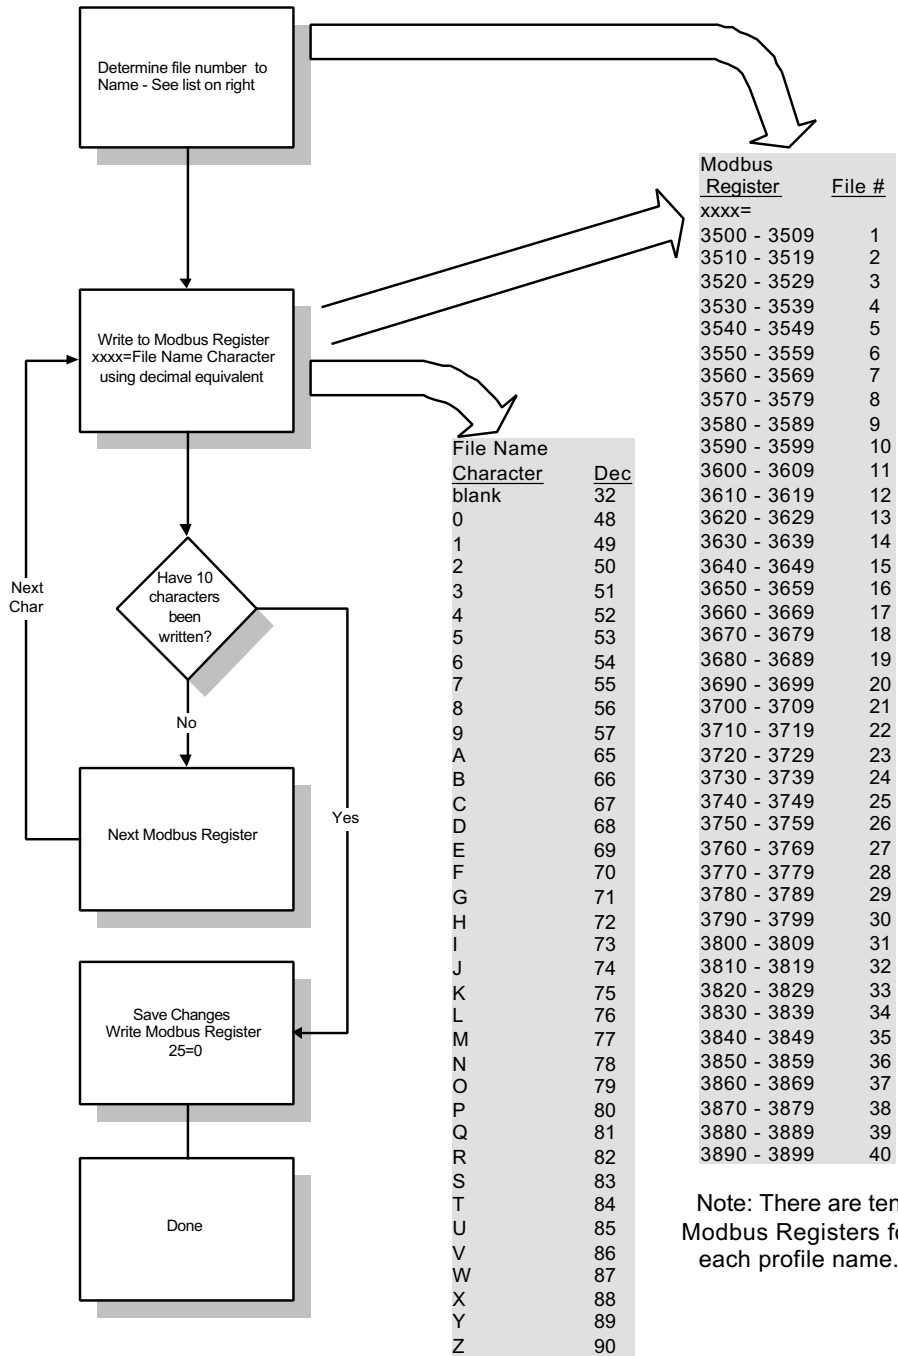 Determine file number to
Name - See list on right
Write to Modbus Register
xxxx=File Name Character
using decimal equivalent
Have 10
characters
been
written?
Next
Char
No
Yes
Next Modbus Register
Save Changes
Write Modbus Register
25=0
Done
File Name
Character Dec
blank 32
0 48
1 49
2 50
3 51
4 52
5 53
6 54
7 55
8 56
9 57
A 65
B 66
C 67
D 68
E 69
F 70
G 71
H 72
I 73
J 74
K 75
L 76
M 77
N 78
O 79
P 80
Q 81
R 82
S 83
T 84
U 85
V 86
W 87
X 88
Y 89
Z 90
Modbus
Register File #
xxxx=
3500 - 3509 1
3510 - 3519 2
3520 - 3529 3
3530 - 3539 4
3540 - 3549 5
3550 - 3559 6
3560 - 3569 7
3570 - 3579 8
3580 - 3589 9
3590 - 3599 10
3600 - 3609 11
3610 - 3619 12
3620 - 3629 13
3630 - 3639 14
3640 - 3649 15
3650 - 3659 16
3660 - 3669 17
3670 - 3679 18
3680 - 3689 19
3690 - 3699 20
3700 - 3709 21
3710 - 3719 22
3720 - 3729 23
3730 - 3739 24
3740 - 3749 25
3750 - 3759 26
3760 - 3769 27
3770 - 3779 28
3780 - 3789 29
3790 - 3799 30
3800 - 3809 31
3810 - 3819 32
3820 - 3829 33
3830 - 3839 34
3840 - 3849 35
3850 - 3859 36
3860 - 3869 37
3870 - 3879 38
3880 - 3889 39
3890 - 3899 40
Note: There are ten
Modbus Registers fo
each profile name.